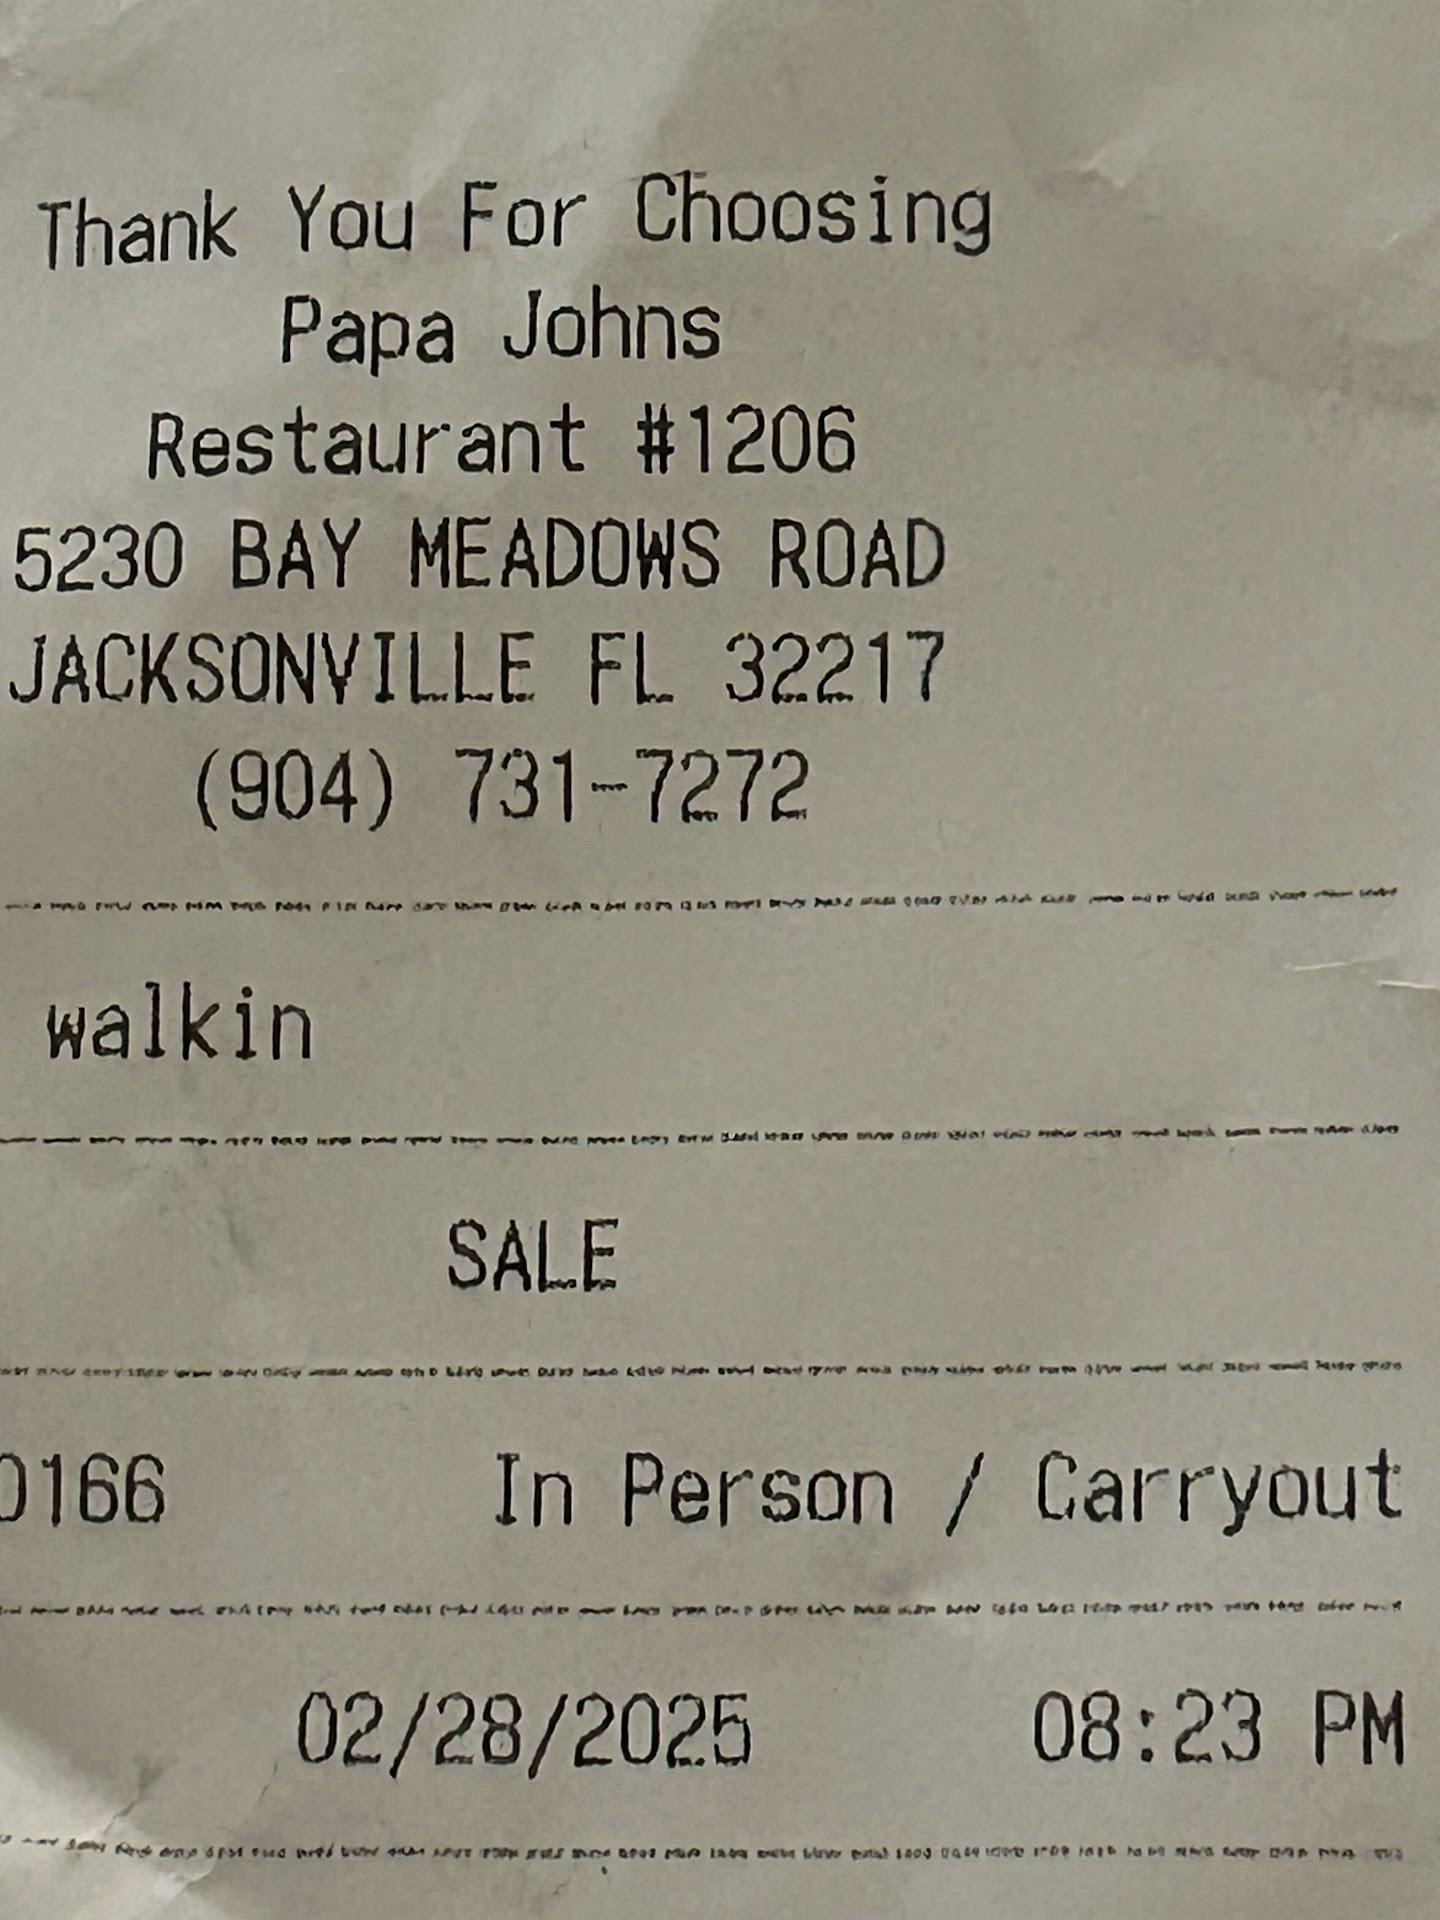 Thank You For Choosing
Papa Johns
Restaurant #1206
5230 BAY MEADOWS ROAD
JACKSONVILLE FL 32217
(904) 731-7272
walkin
SALE
0166 In Person / Carryout
02/28/2025 08:23 PM